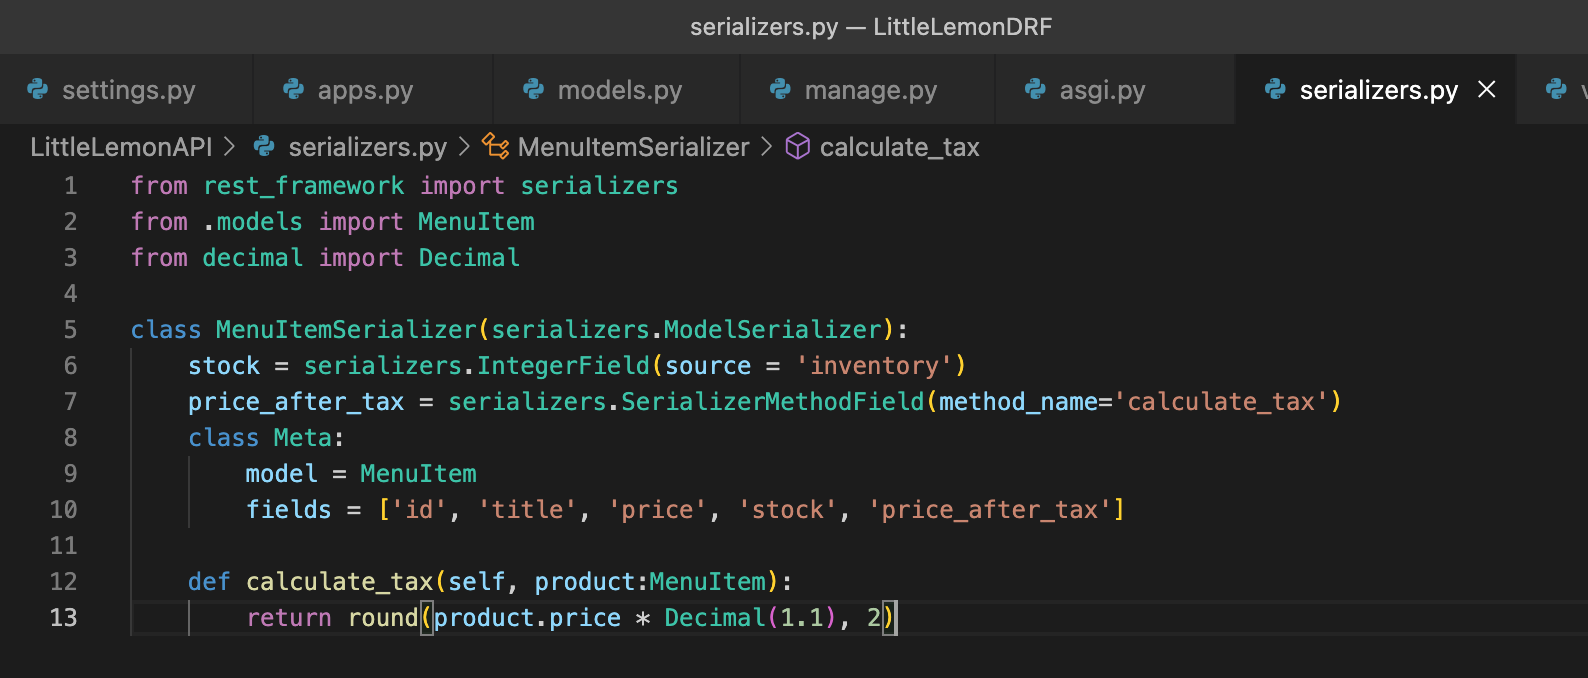 serializers.py — LittleLemonDRF
settings.py apps.py models.py manage.py asgi.py serializers.py
LittleLemonAPI > serializers.py > MenuItemSerializer > calculate_tax
1 from rest_framework import serializers
2 from .models import MenuItem
3 from decimal import Decimal
4
5 class MenuItemSerializer(serializers.ModelSerializer):
6     stock = serializers.IntegerField(source = 'inventory')
7     price_after_tax = serializers.SerializerMethodField(method_name='calculate_tax')
8     class Meta:
9         model = MenuItem
10         fields = ['id', 'title', 'price', 'stock', 'price_after_tax']
11
12     def calculate_tax(self, product:MenuItem):
13         return round(product.price * Decimal(1.1), 2)